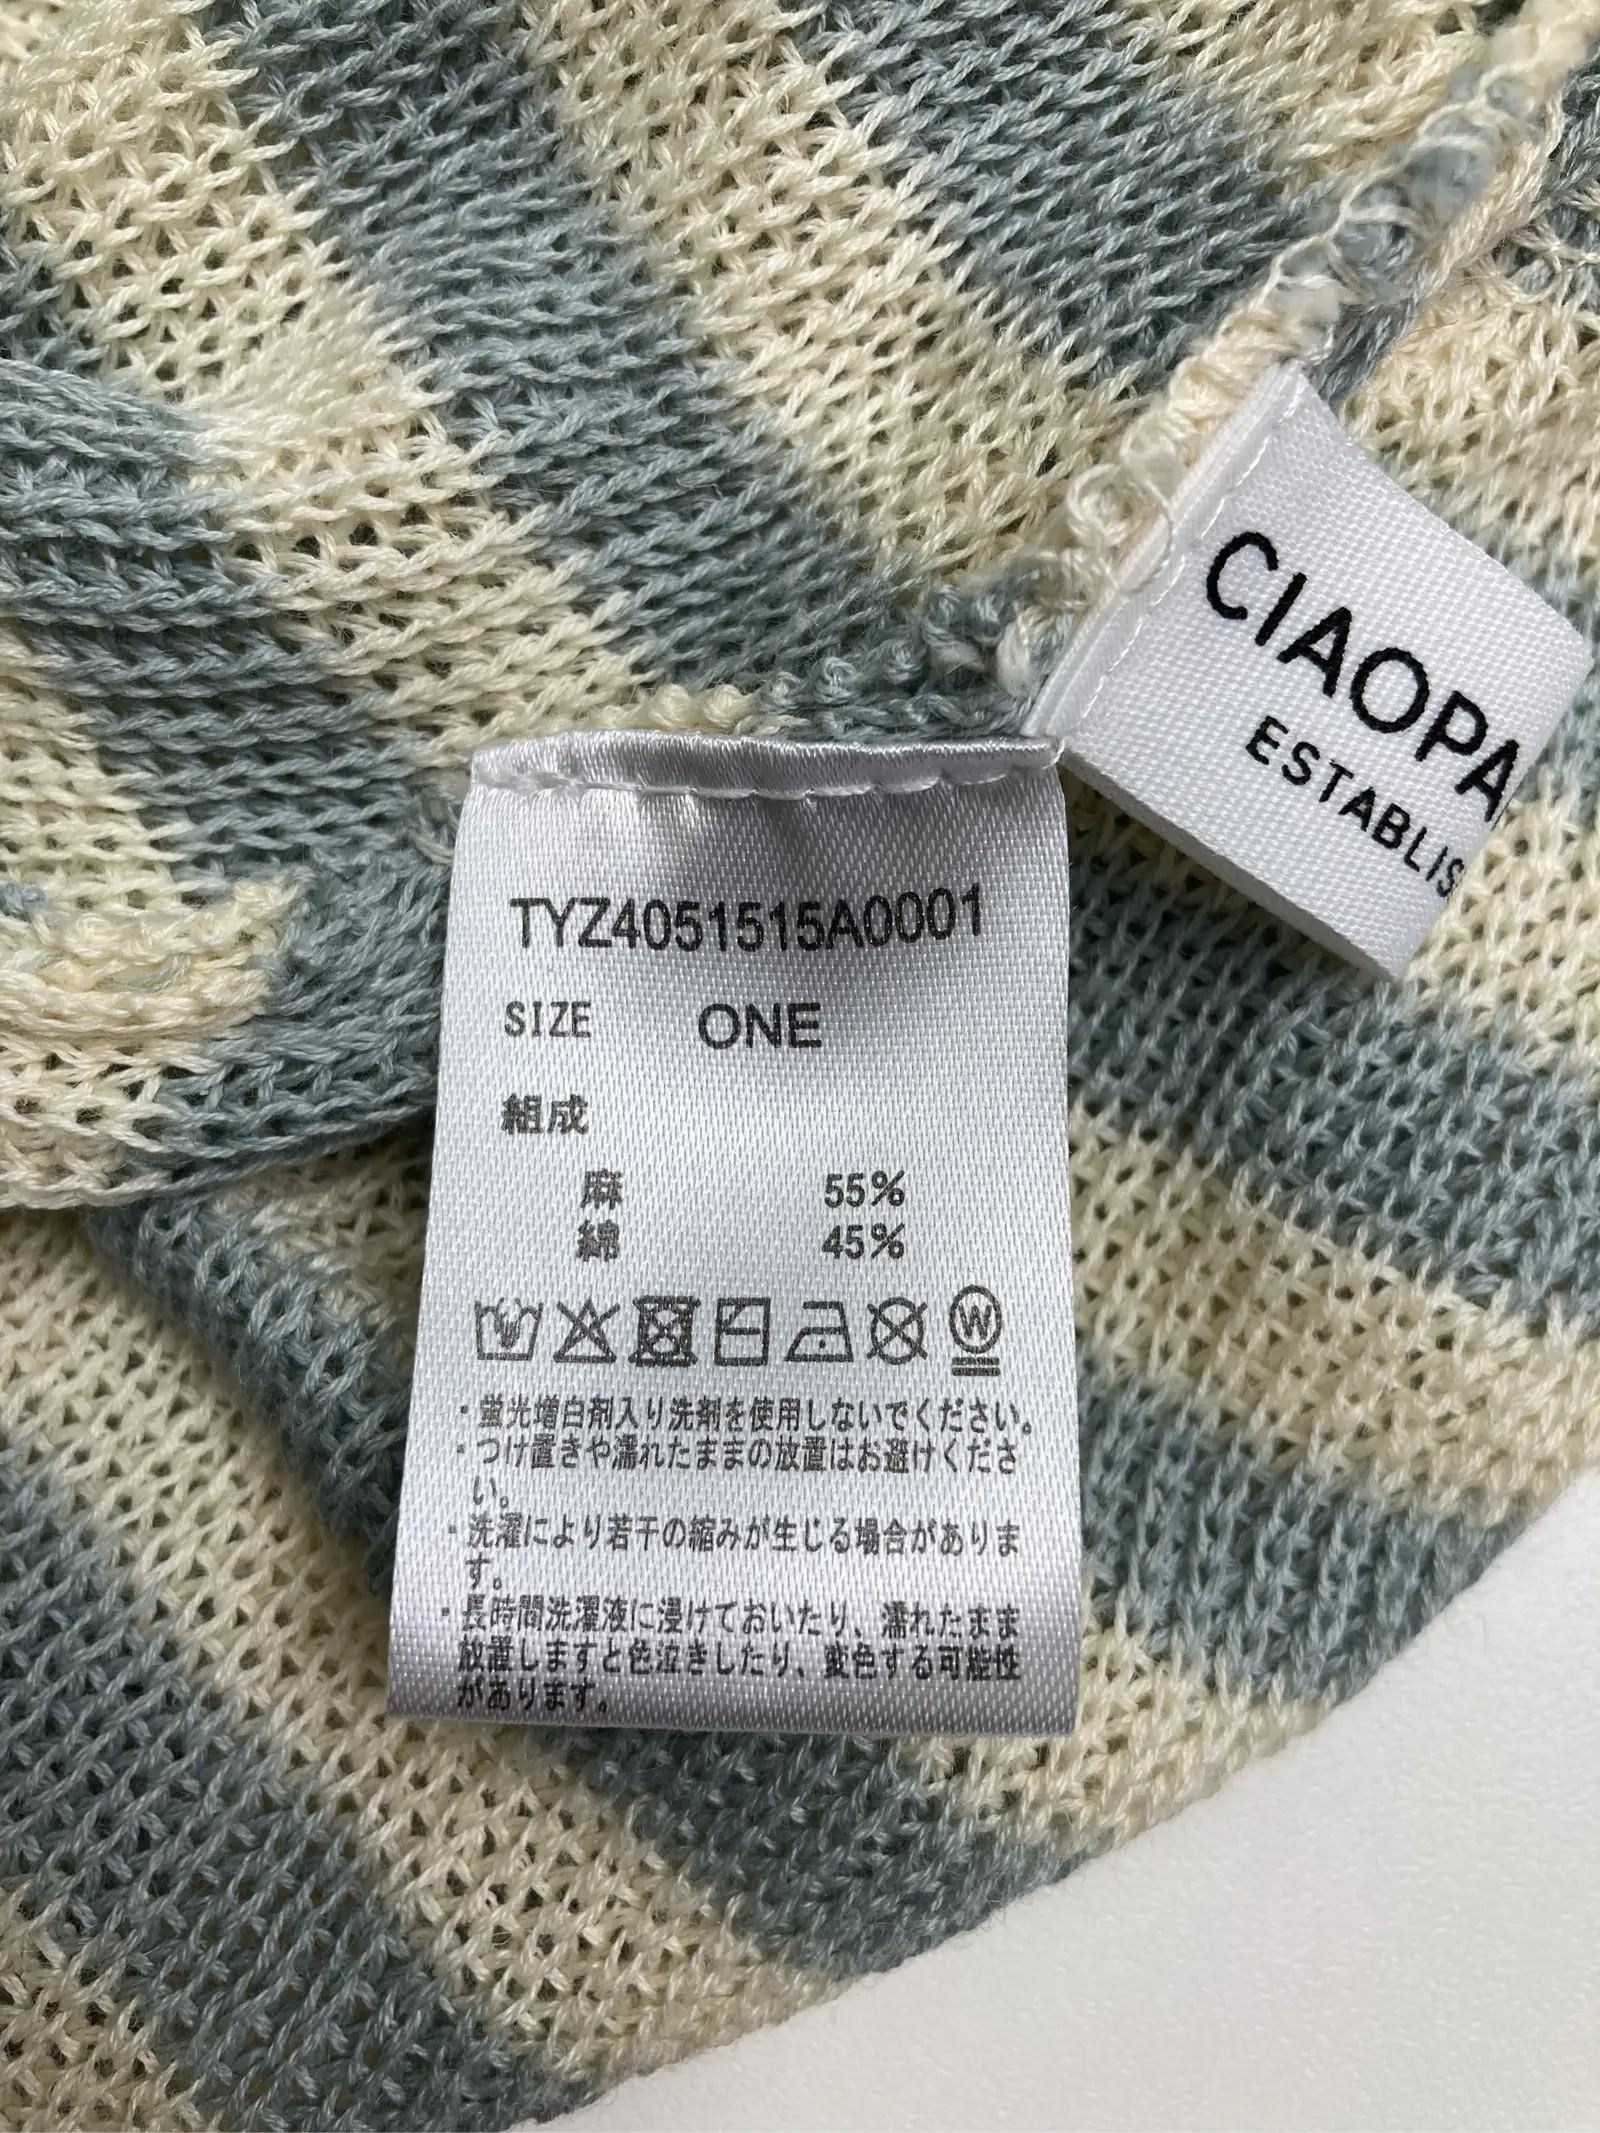 CIAOPA
ESTABLIS
TYZ4051515A0001
SIZE ONE
組成
麻 55%
綿 45%
W
・蛍光増白剤入り洗剤を使用しないでください。
・つけ置きや濡れたままの放置はお避けくださ
い。
・洗濯により若干の縮みが生じる場合がありま
す。
・長時間洗濯液に浸けておいたり、濡れたまま
放置しますと色泣きしたり、変色する可能性
があります。